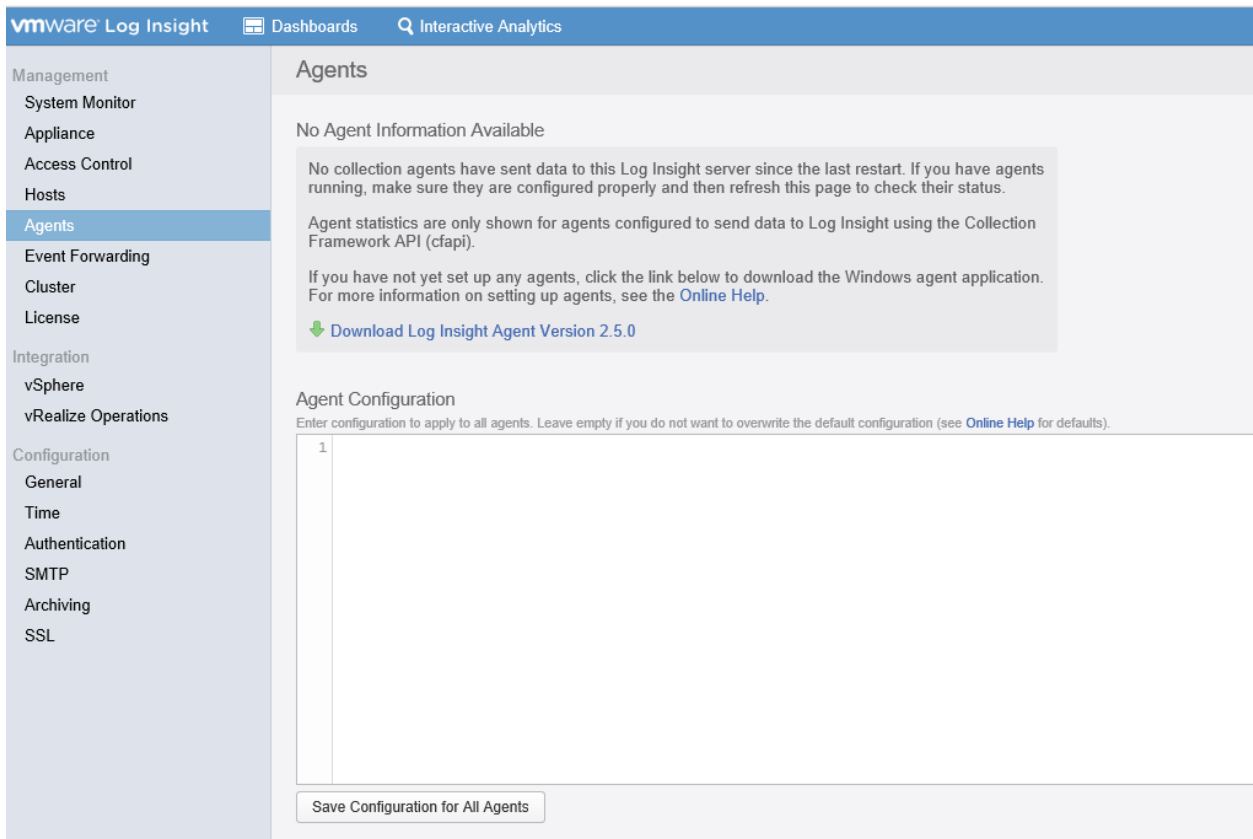 vmware Log Insight
Dashboards
Interactive Analytics
Management
System Monitor
Appliance
Access Control
Hosts
Agents
Event Forwarding
Cluster
License
Integration
vSphere
vRealize Operations
Configuration
General
Time
Authentication
SMTP
Archiving
SSL
Agents
No Agent Information Available
No collection agents have sent data to this Log Insight server since the last restart. If you have agents
running, make sure they are configured properly and then refresh this page to check their status.
Agent statistics are only shown for agents configured to send data to Log Insight using the Collection
Framework API (cfapi).
If you have not yet set up any agents, click the link below to download the Windows agent application.
For more information on setting up agents, see the Online Help.
Download Log Insight Agent Version 2.5.0
Agent Configuration
Enter configuration to apply to all agents. Leave empty if you do not want to overwrite the default configuration (see Online Help for defaults).
1
Save Configuration for All Agents